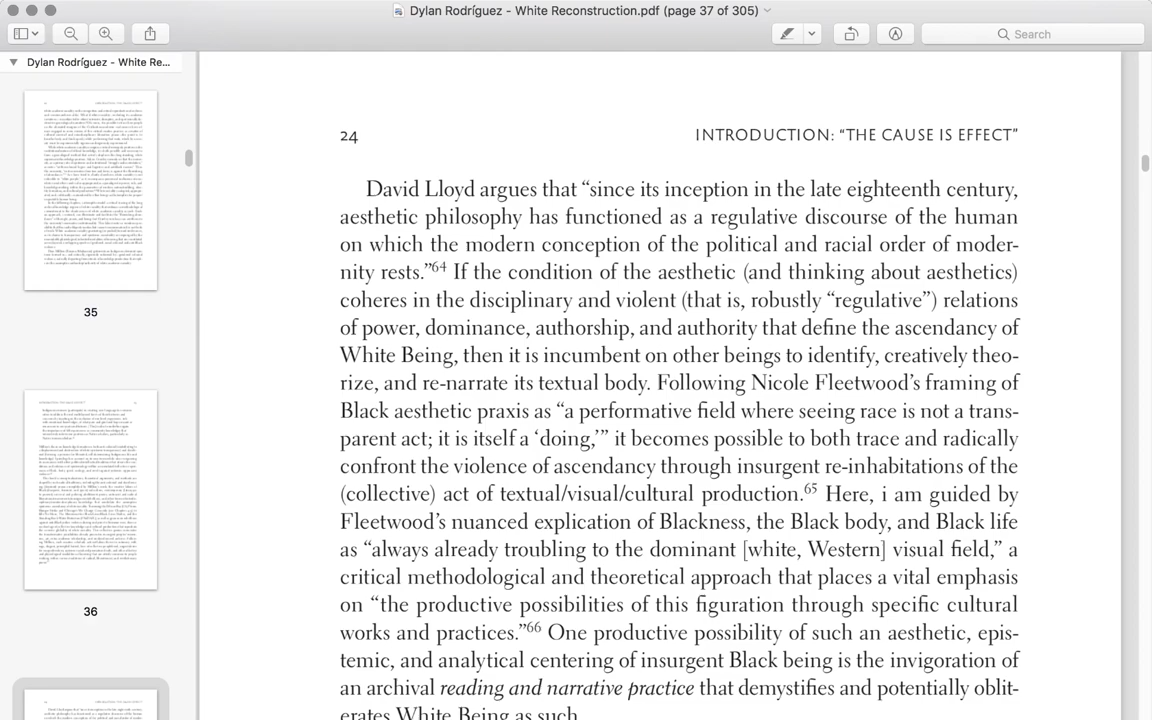 Dylan Rodríguez - White Reconstruction.pdf (page 37 of 305)
Search
Dylan Rodríguez - White Re...
35
36
24
INTRODUCTION: “THE CAUSE IS EFFECT”
David Lloyd argues that “since its inception in the late eighteenth century,
aesthetic philosophy has functioned as a regulative discourse of the human
on which the modern conception of the political and racial order of moder-
nity rests.”64 If the condition of the aesthetic (and thinking about aesthetics)
coheres in the disciplinary and violent (that is, robustly “regulative”) relations
of power, dominance, authorship, and authority that define the ascendancy of
White Being, then it is incumbent on other beings to identify, creatively theo-
rize, and re-narrate its textual body. Following Nicole Fleetwood’s framing of
Black aesthetic praxis as “a performative field where seeing race is not a trans-
parent act; it is itself a ‘doing,’” it becomes possible to both trace and radically
confront the violence of ascendancy through insurgent re-inhabitations of the
(collective) act of textual/visual/cultural production.65 Here, i am guided by
Fleetwood’s nuanced explication of Blackness, the Black body, and Black life
as “always already troubling to the dominant [white, Western] visual field,” a
critical methodological and theoretical approach that places a vital emphasis
on “the productive possibilities of this figuration through specific cultural
works and practices.”66 One productive possibility of such an aesthetic, epis-
temic, and analytical centering of insurgent Black being is the invigoration of
an archival reading and narrative practice that demystifies and potentially oblit-
erates White Being as such.